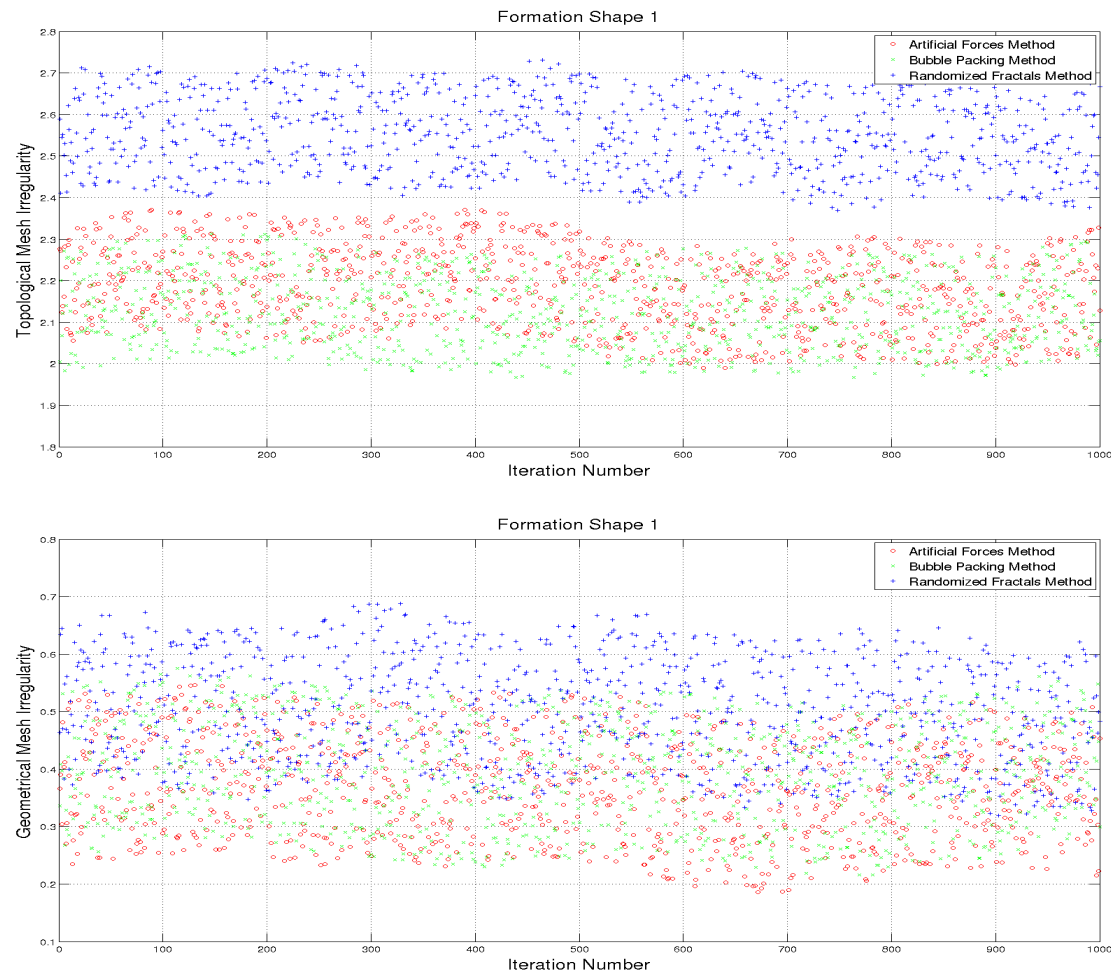 Formation Shape 1
Artificial Forces Method
Bubble Packing Method
Randomized Fractals Method
Topological Mesh Irregularity
2.8
2.7
2.6
2.5
2.4
2.3
2.2
2.1
2
1.9
1.8
0 100 200 300 400 500 600 700 800 900 1000
Iteration Number
Formation Shape 1
Artificial Forces Method
Bubble Packing Method
Randomized Fractals Method
Geometrical Mesh Irregularity
0.8
0.7
0.6
0.5
0.4
0.3
0.2
0.1
0 100 200 300 400 500 600 700 800 900 1000
Iteration Number